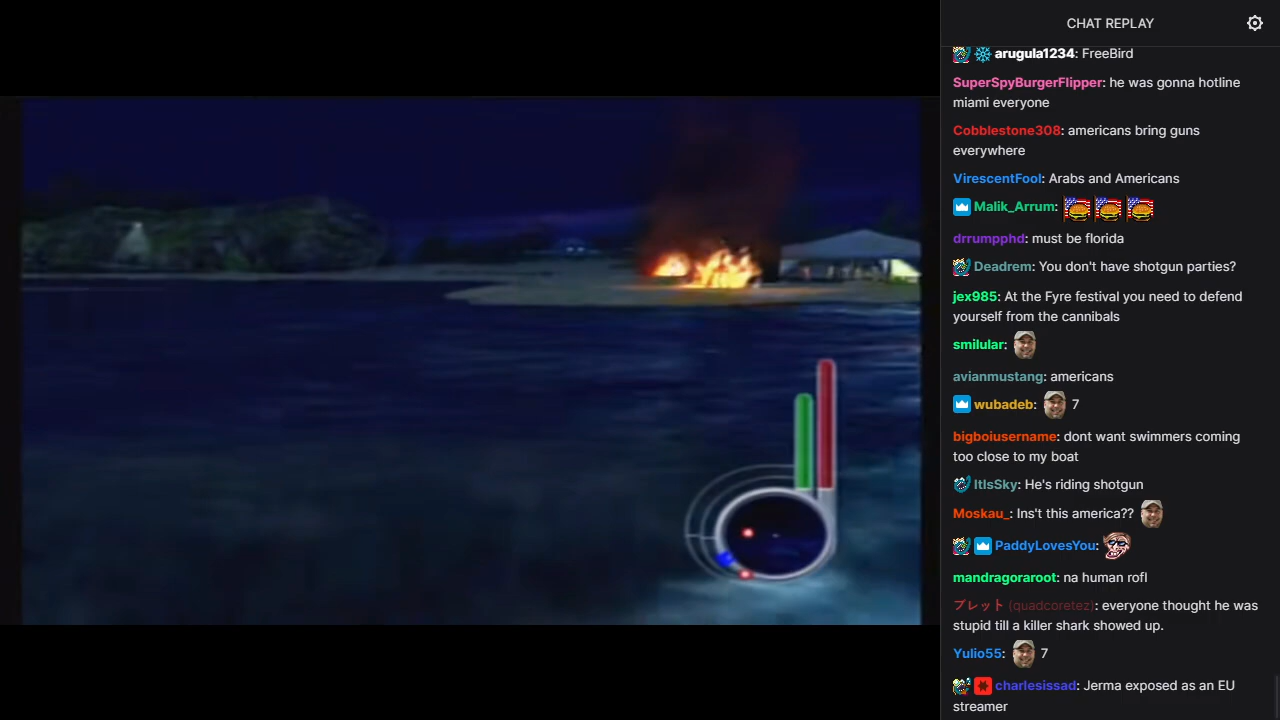 CHAT REPLAY
arugula1234: FreeBird
SuperSpyBurgerFlipper: he was gonna hotline
miami everyone
Cobblestone308: americans bring guns
everywhere
VirescentFool: Arabs and Americans
Malik_Arrum:
drrumpphd: must be florida
Deadrem: You don't have shotgun parties?
jex985: At the Fyre festival you need to defend
yourself from the cannibals
smilular:
avianmustang: americans
wubadeb: 7
bigboiusername: dont want swimmers coming
too close to my boat
ItIsSky: He's riding shotgun
Moskau_: Ins't this america??
PaddyLovesYou:
mandragoraroot: na human rofl
ブレット (quadcoretez): everyone thought he was
stupid till a killer shark showed up.
Yulio55: 7
charlesissad: Jerma exposed as an EU
streamer